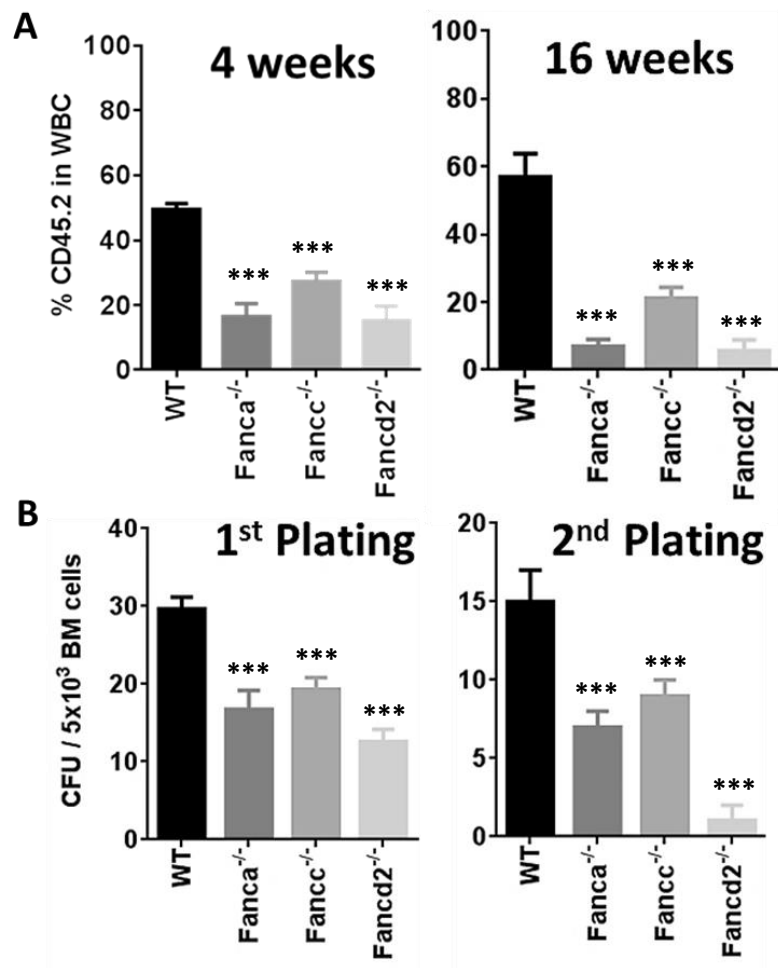 A
4 weeks
% CD45.2 in WBC
100
80
60
40
20
0
***
***
***
WT
Fanca-/-
Fancc-/-
Fancd2-/-
16 weeks
100
80
60
40
20
0
***
***
***
WT
Fanca-/-
Fancc-/-
Fancd2-/-
B
1st Plating
CFU / 5x10³ BM cells
40
30
20
10
0
***
***
***
WT
Fanca-/-
Fancc-/-
Fancd2-/-
2nd Plating
20
15
10
5
0
***
***
***
WT
Fanca-/-
Fancc-/-
Fancd2-/-